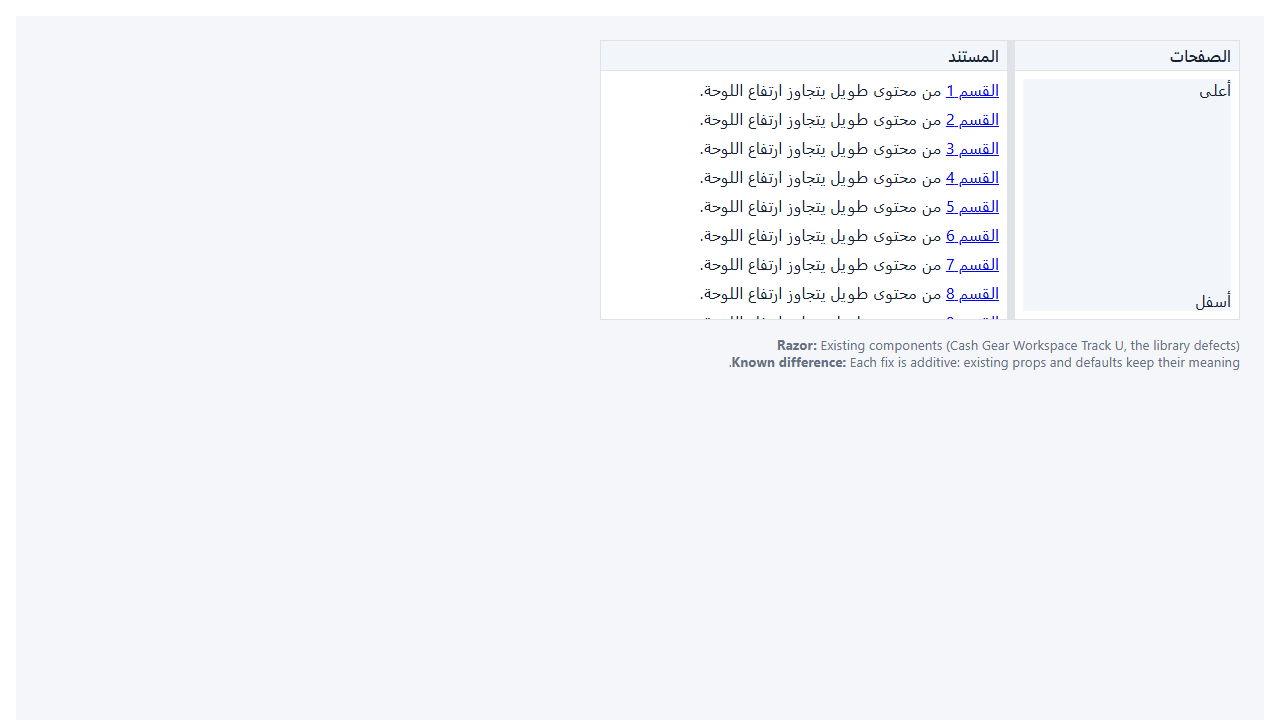 الصفحات
أعلى
أسفل
المستند
القسم 1 من محتوى طويل يتجاوز ارتفاع اللوحة.
القسم 2 من محتوى طويل يتجاوز ارتفاع اللوحة.
القسم 3 من محتوى طويل يتجاوز ارتفاع اللوحة.
القسم 4 من محتوى طويل يتجاوز ارتفاع اللوحة.
القسم 5 من محتوى طويل يتجاوز ارتفاع اللوحة.
القسم 6 من محتوى طويل يتجاوز ارتفاع اللوحة.
القسم 7 من محتوى طويل يتجاوز ارتفاع اللوحة.
القسم 8 من محتوى طويل يتجاوز ارتفاع اللوحة.
Razor: Existing components (Cash Gear Workspace Track U, the library defects)
Known difference: Each fix is additive: existing props and defaults keep their meaning.